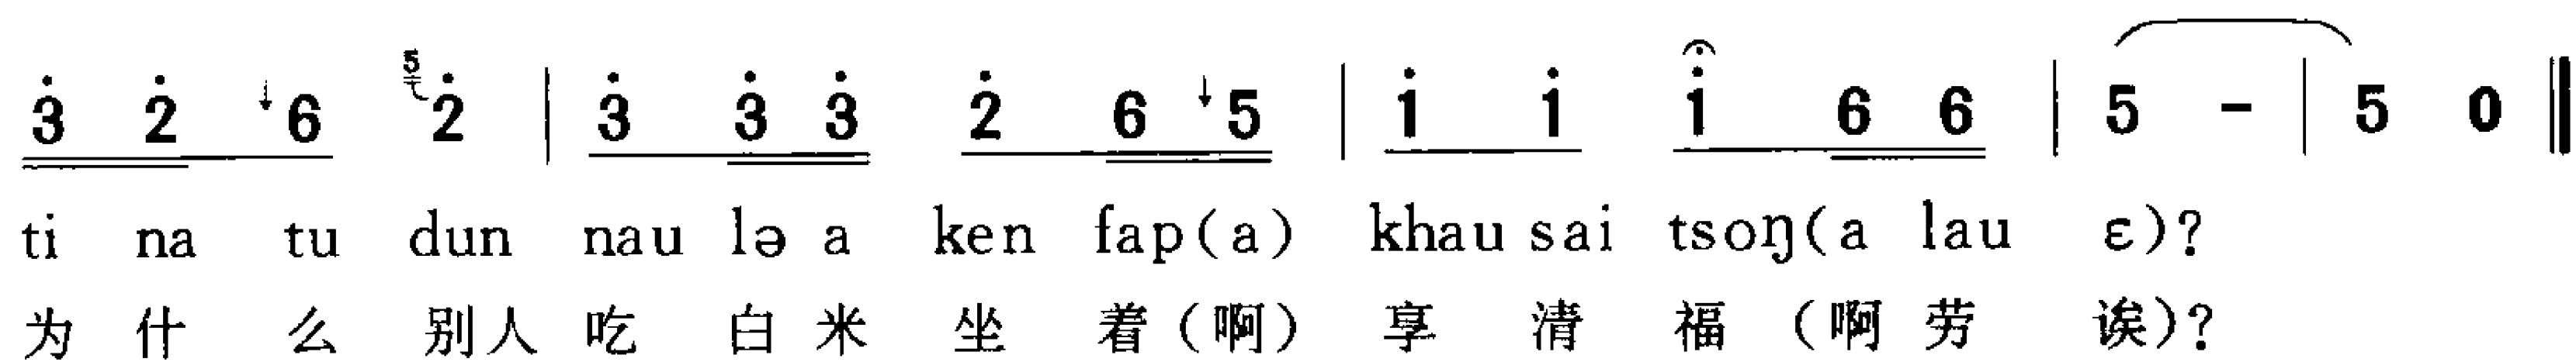 3 2 ↓6 5 2 | 3 3 3 2 6 ↓5 | 1 1 1 6 6 | 5 - | 5 0 ‖
ti na tu dun nau lə a ken fap(a) khau sai tsoŋ(a lau ɛ)?
为 什 么 别人 吃 白 米 坐 着(啊) 享 清 福 (啊 劳 诶)?